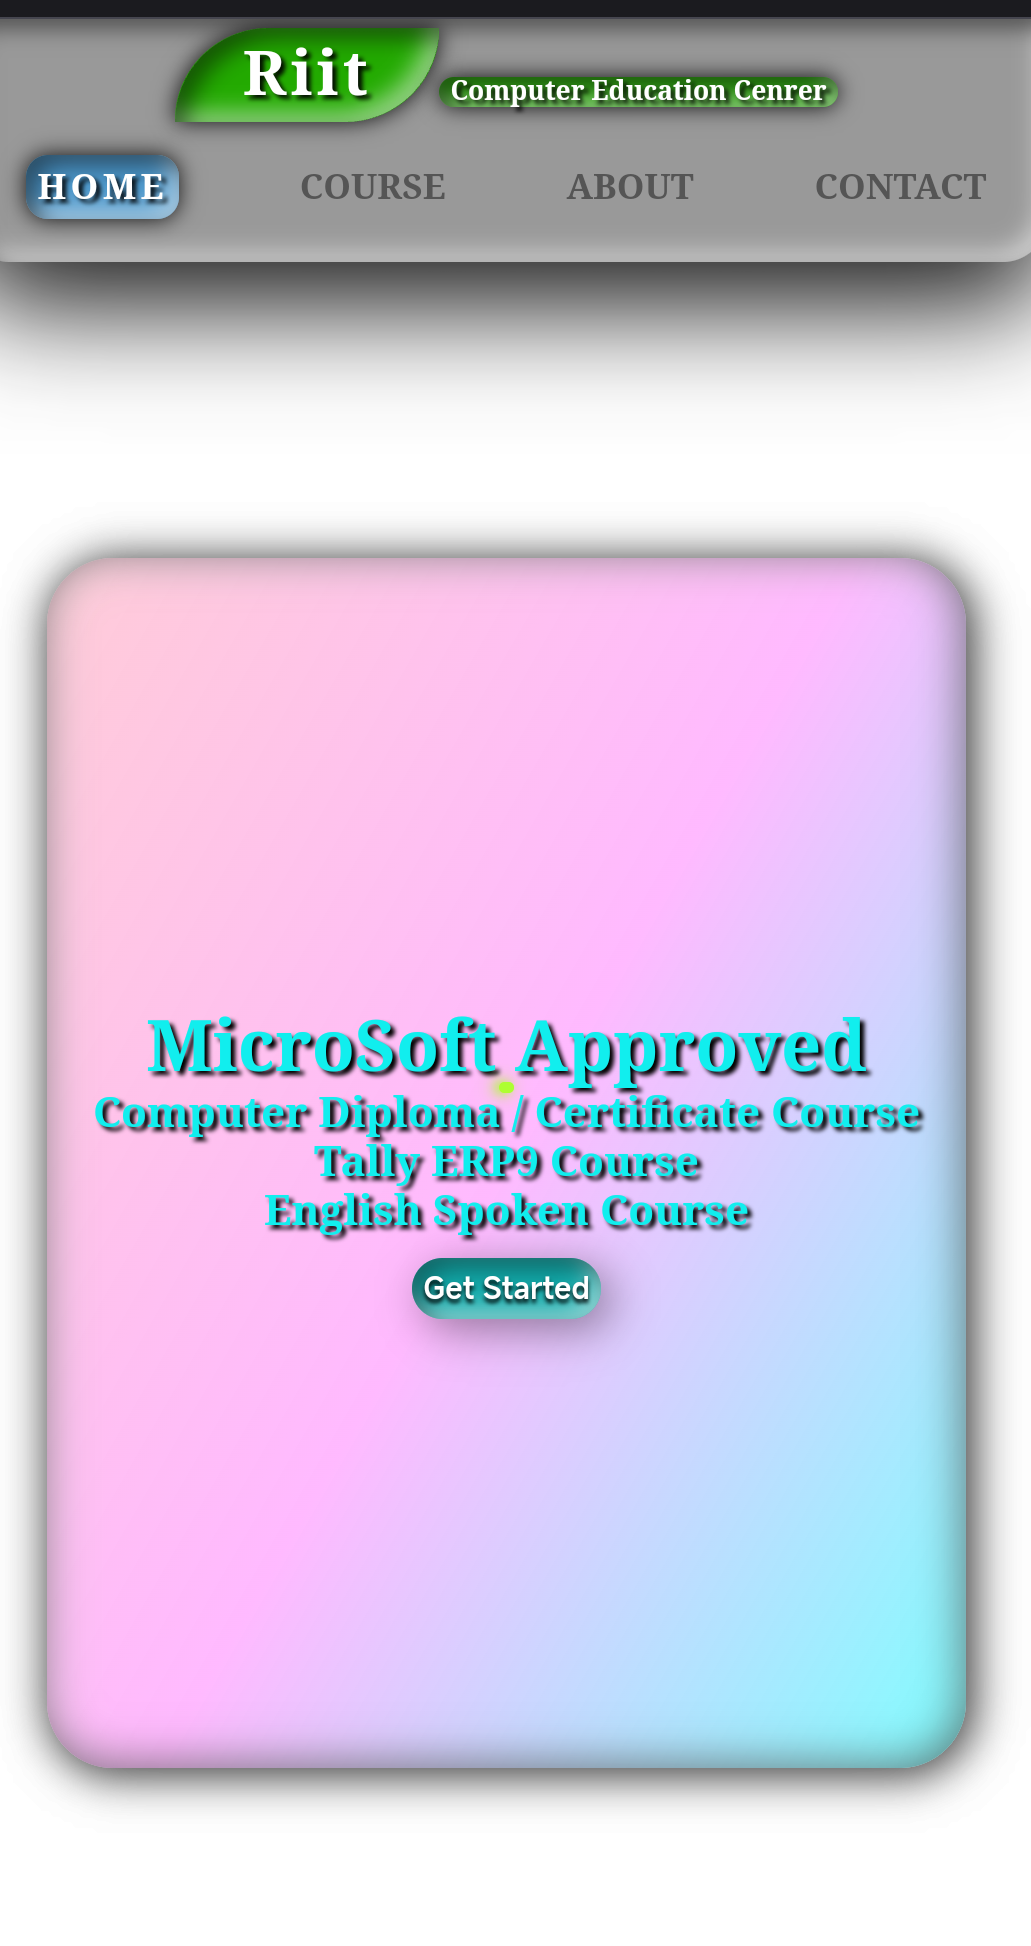 Riit
Computer Education Cenrer
HOME COURSE ABOUT CONTACT
MicroSoft Approved
Computer Diploma / Certificate Course
Tally ERP9 Course
English Spoken Course
Get Started